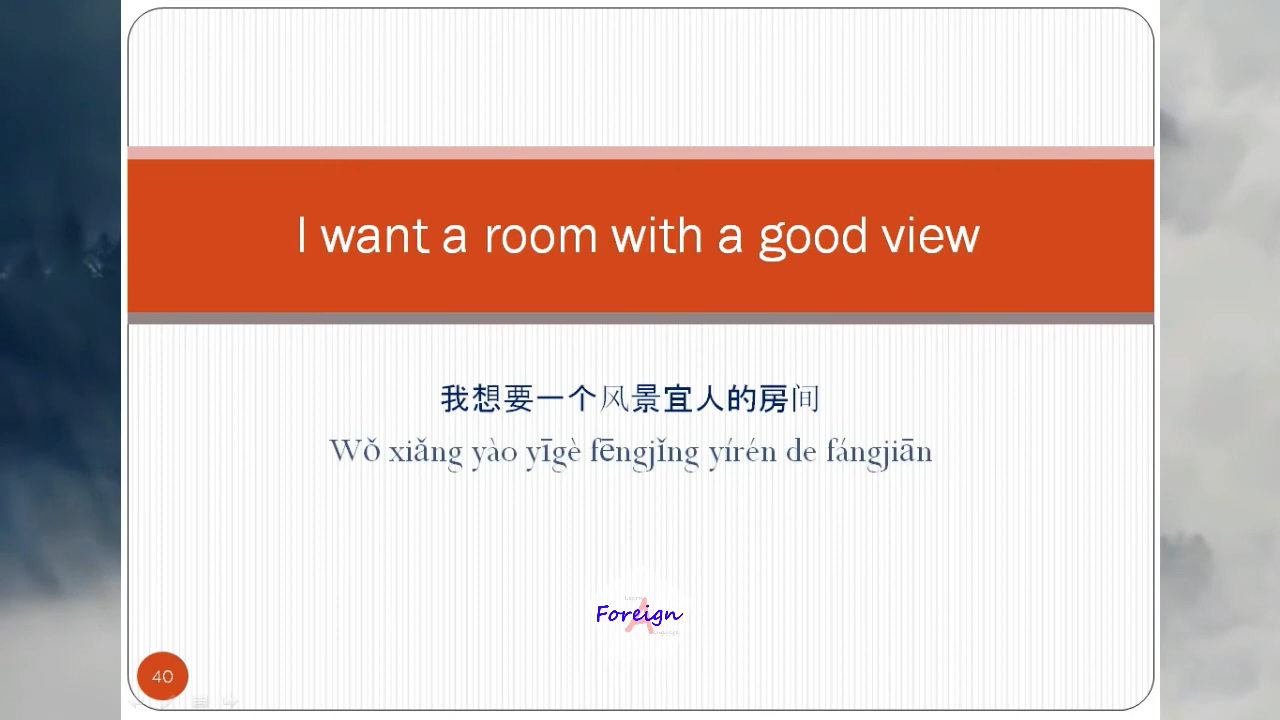 I want a room with a good view
我想要一个风景宜人的房间
Wǒ xiǎng yào yīgè fēngjǐng yírén de fángjiān
Foreign
40